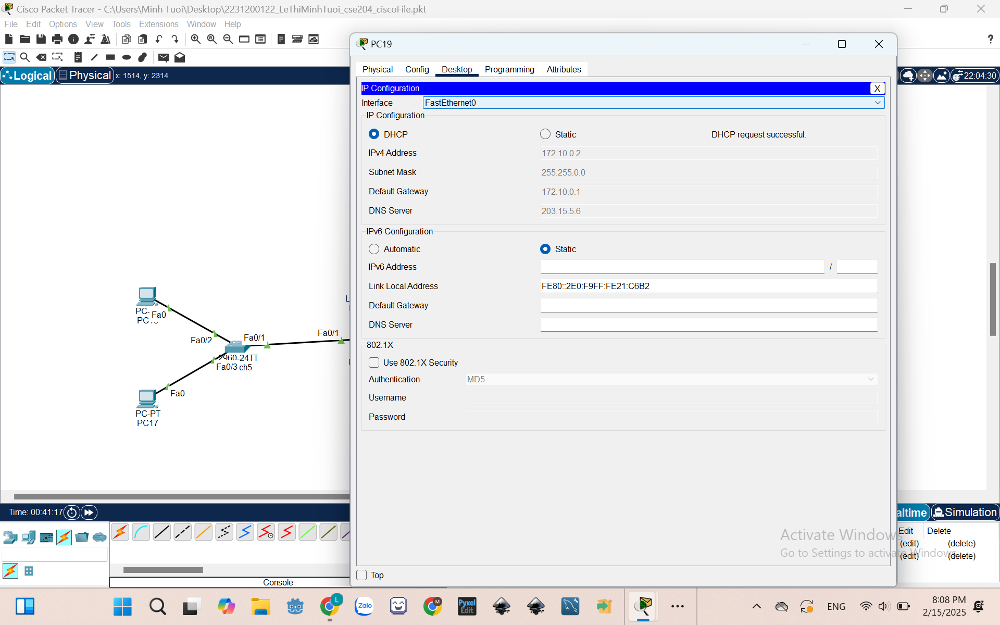 Cisco Packet Tracer - C:\Users\Minh Tuoi\Desktop\2231200122_LeThiMinhTuoi_cse204_ciscoFile.pkt
File Edit Options View Tools Extensions Window Help
?
Logical Physical x: 1514, y: 2314
22:04:30
PC-
Fa0
PC
Fa0/2
Fa0/1
Fa0/1
2960-24TT
Fa0/3 ch5
Fa0
PC-PT
PC17
PC19
Physical Config Desktop Programming Attributes
IP Configuration X
Interface FastEthernet0
IP Configuration
DHCP Static DHCP request successful.
IPv4 Address 172.10.0.2
Subnet Mask 255.255.0.0
Default Gateway 172.10.0.1
DNS Server 203.15.5.6
IPv6 Configuration
Automatic Static
IPv6 Address /
Link Local Address FE80::2E0:F9FF:FE21:C6B2
Default Gateway
DNS Server
802.1X
Use 802.1X Security
Authentication MD5
Username
Password
Top
Time: 00:41:17
altime Simulation
Edit Delete
(edit) (delete)
(edit) (delete)
Activate Windows
Go to Settings to activate Windows.
Console
L
Zalo
M
Pyxel
Edit
ENG
8:08 PM
2/15/2025